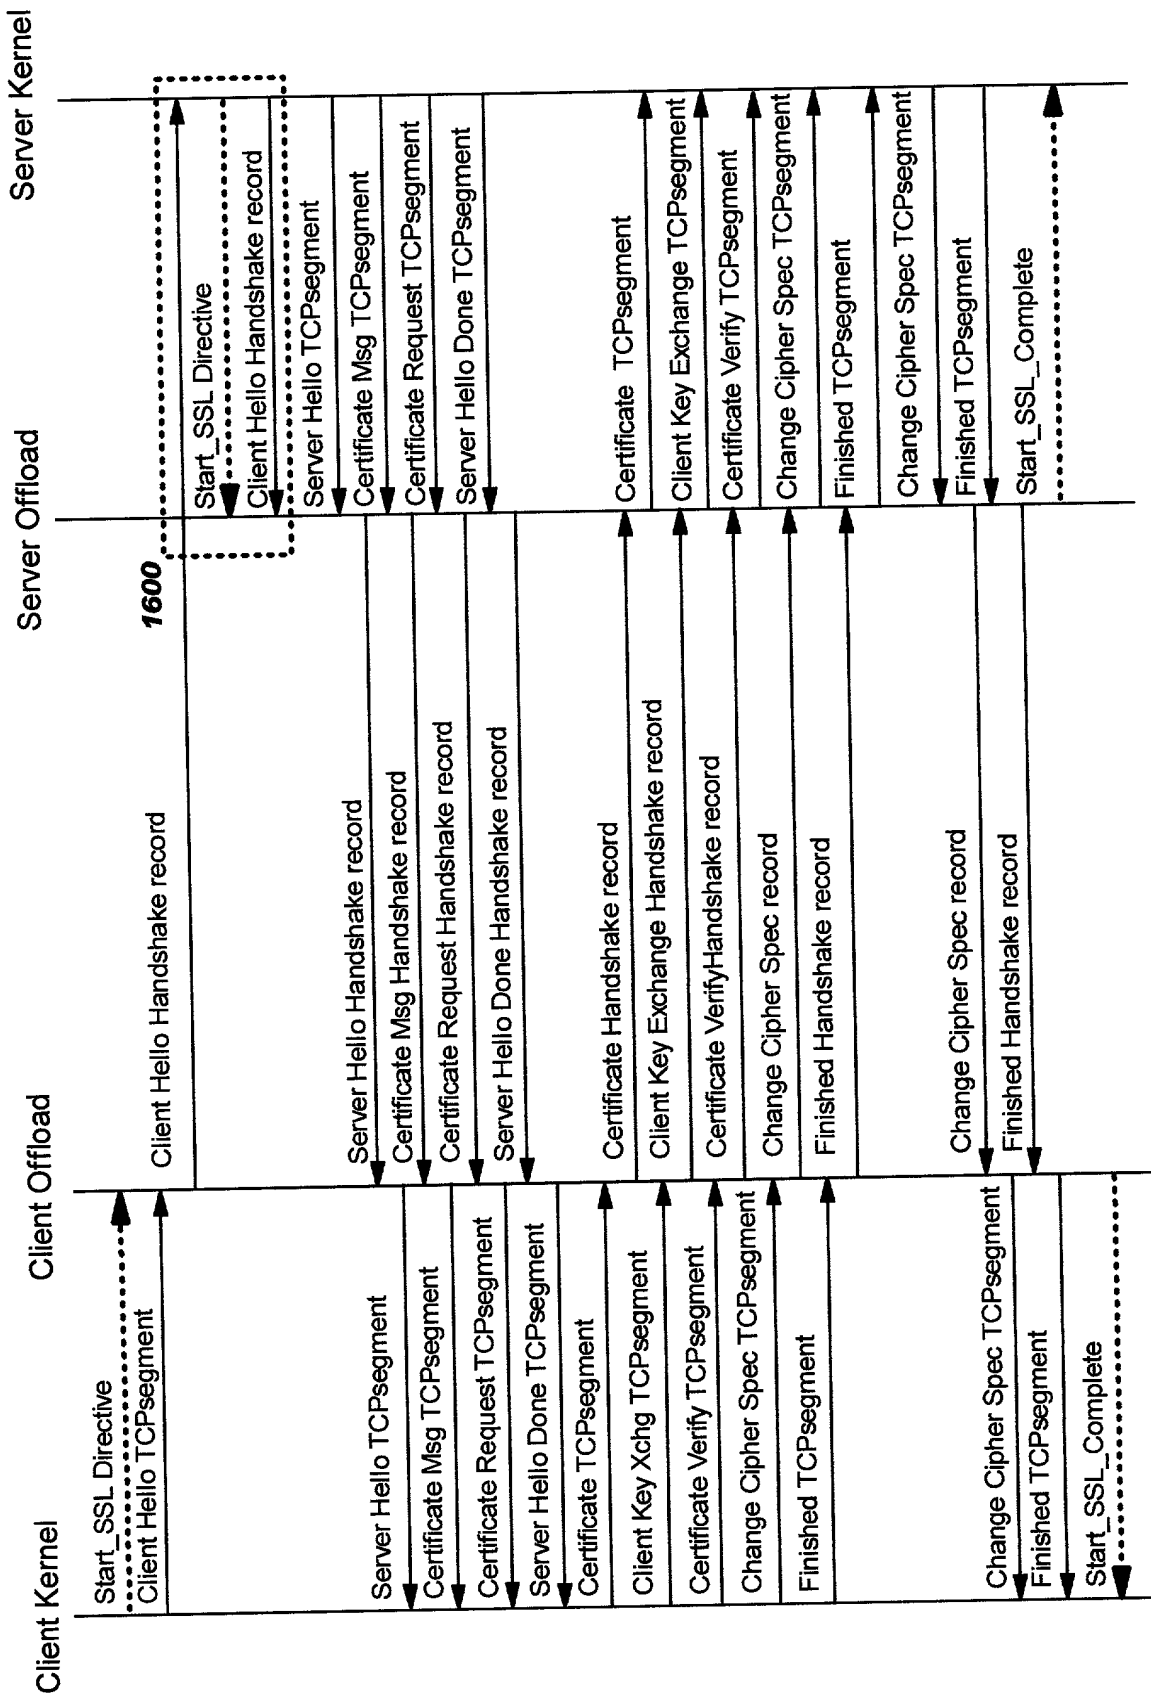 Client Kernel
Client Offload
Server Offload
Server Kernel
Start_SSL Directive
Client Hello TCPsegment
Client Hello Handshake record
1600
Start_SSL Directive
Client Hello Handshake record
Server Hello TCPsegment
Certificate Msg TCPsegment
Certificate Request TCPsegment
Server Hello Done TCPsegment
Server Hello Handshake record
Certificate Msg Handshake record
Certificate Request Handshake record
Server Hello Done Handshake record
Server Hello TCPsegment
Certificate Msg TCPsegment
Certificate Request TCPsegment
Server Hello Done TCPsegment
Certificate TCPsegment
Client Key Xchg TCPsegment
Certificate Verify TCPsegment
Change Cipher Spec TCPsegment
Finished TCPsegment
Certificate Handshake record
Client Key Exchange Handshake record
Certificate VerifyHandshake record
Change Cipher Spec record
Finished Handshake record
Certificate TCPsegment
Client Key Exchange TCPsegment
Certificate Verify TCPsegment
Change Cipher Spec TCPsegment
Finished TCPsegment
Change Cipher Spec TCPsegment
Finished TCPsegment
Start_SSL_Complete
Change Cipher Spec record
Finished Handshake record
Change Cipher Spec TCPsegment
Finished TCPsegment
Start_SSL_Complete